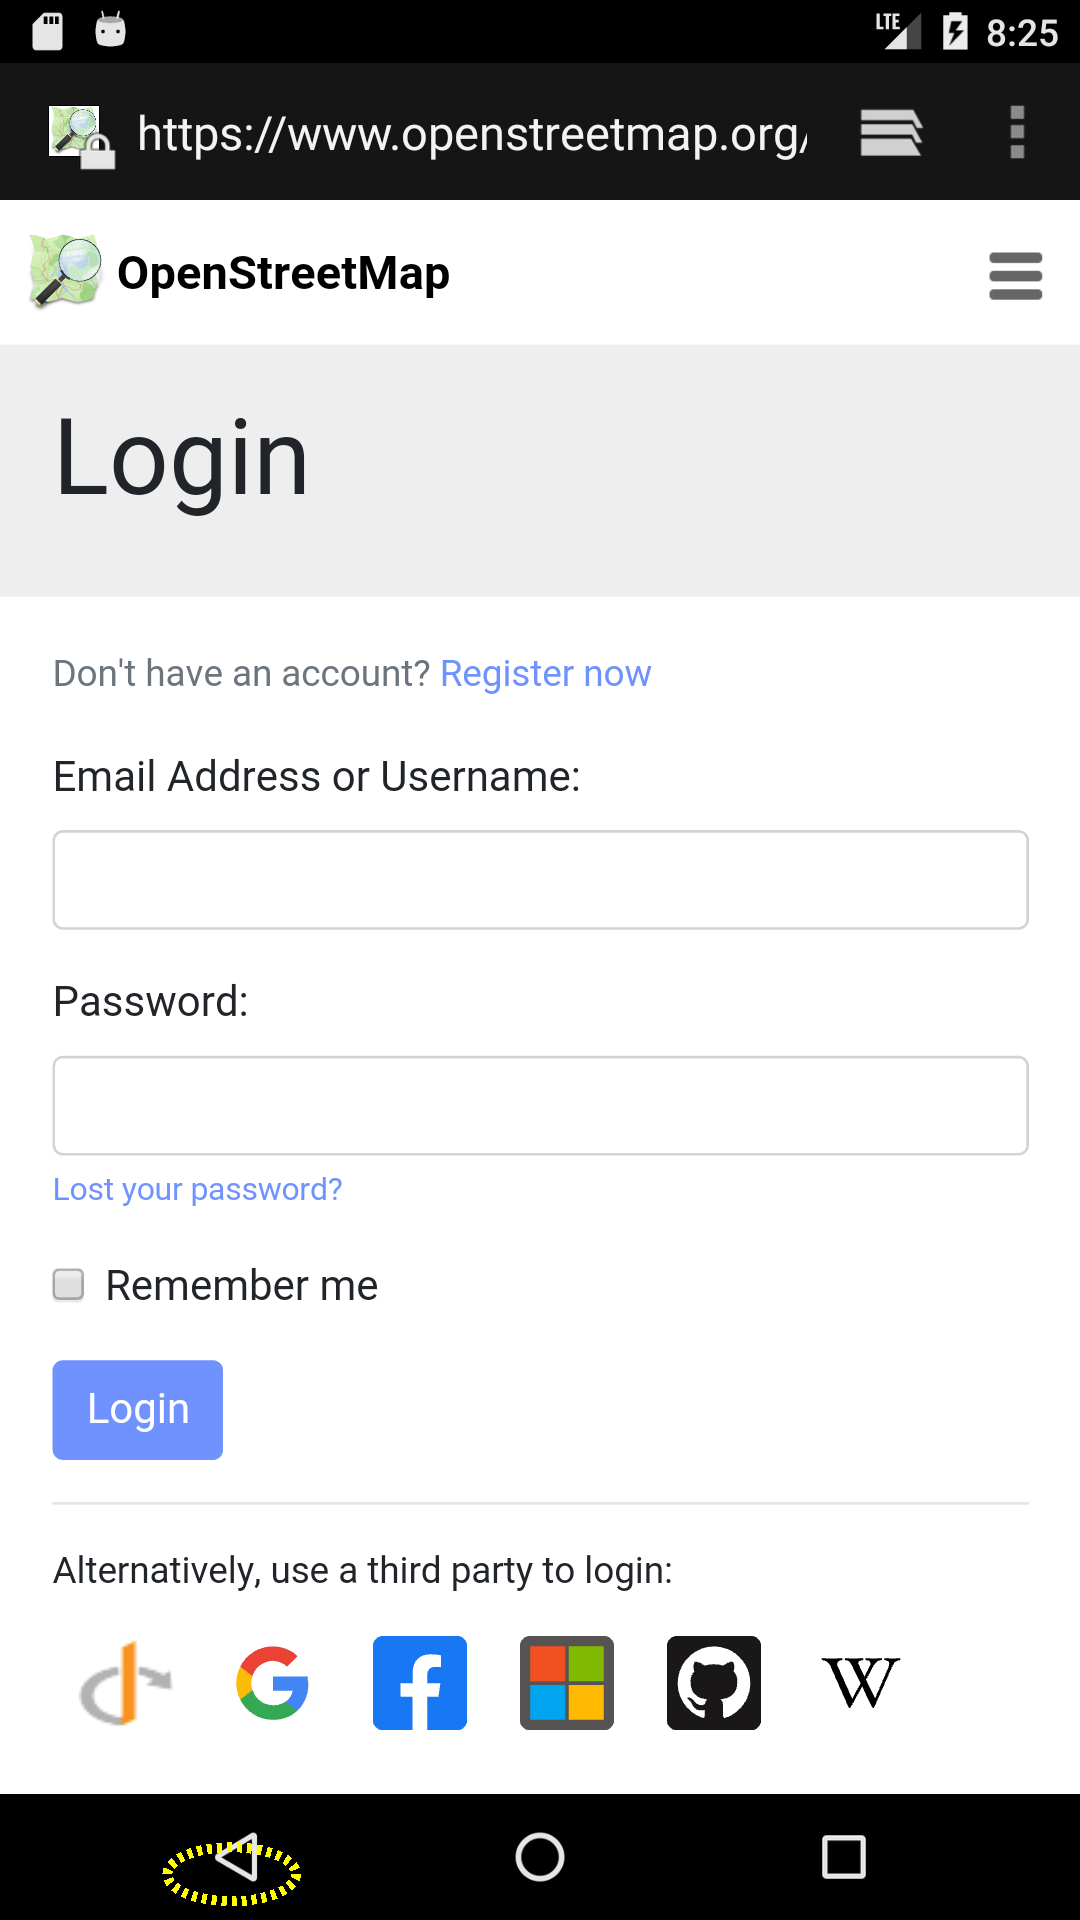 LTE 8:25
https://www.openstreetmap.org/
OpenStreetMap
Login
Don't have an account? Register now
Email Address or Username:
Password:
Lost your password?
Remember me
Login
Alternatively, use a third party to login: